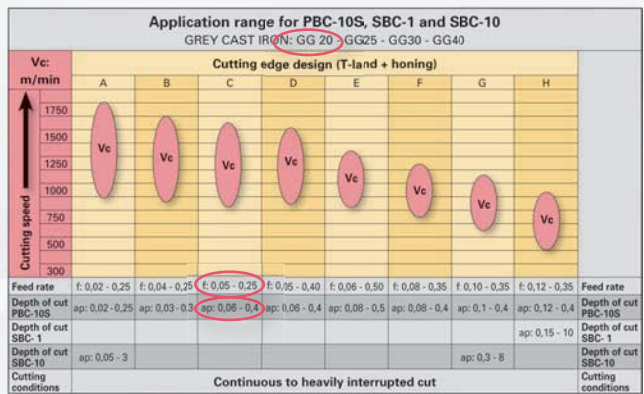 Application range for PBC-10S, SBC-1 and SBC-10
GREY CAST IRON: GG 20 - GG25 - GG30 - GG40
Vc: m/min Cutting edge design (T-land + honing)
A B C D E F G H
Cutting speed
1750
1500
1250
1000
750
500
300
Vc Vc Vc Vc Vc Vc Vc Vc
Feed rate f: 0,02 - 0,25 f: 0,04 - 0,25 f: 0,05 - 0,25 f: 0,05 - 0,40 f: 0,06 - 0,50 f: 0,08 - 0,35 f: 0,10 - 0,35 f: 0,12 - 0,35 Feed rate
Depth of cut PBC-10S ap: 0,02 - 0,25 ap: 0,03 - 0,3 ap: 0,06 - 0,4 ap: 0,06 - 0,4 ap: 0,08 - 0,5 ap: 0,08 - 0,4 ap: 0,1 - 0,4 ap: 0,12 - 0,4 Depth of cut PBC-10S
Depth of cut SBC- 1 ap: 0,15 - 10 Depth of cut SBC- 1
Depth of cut SBC-10 ap: 0,05 - 3 ap: 0,3 - 8 Depth of cut SBC-10
Cutting conditions Continuous to heavily interrupted cut Cutting conditions